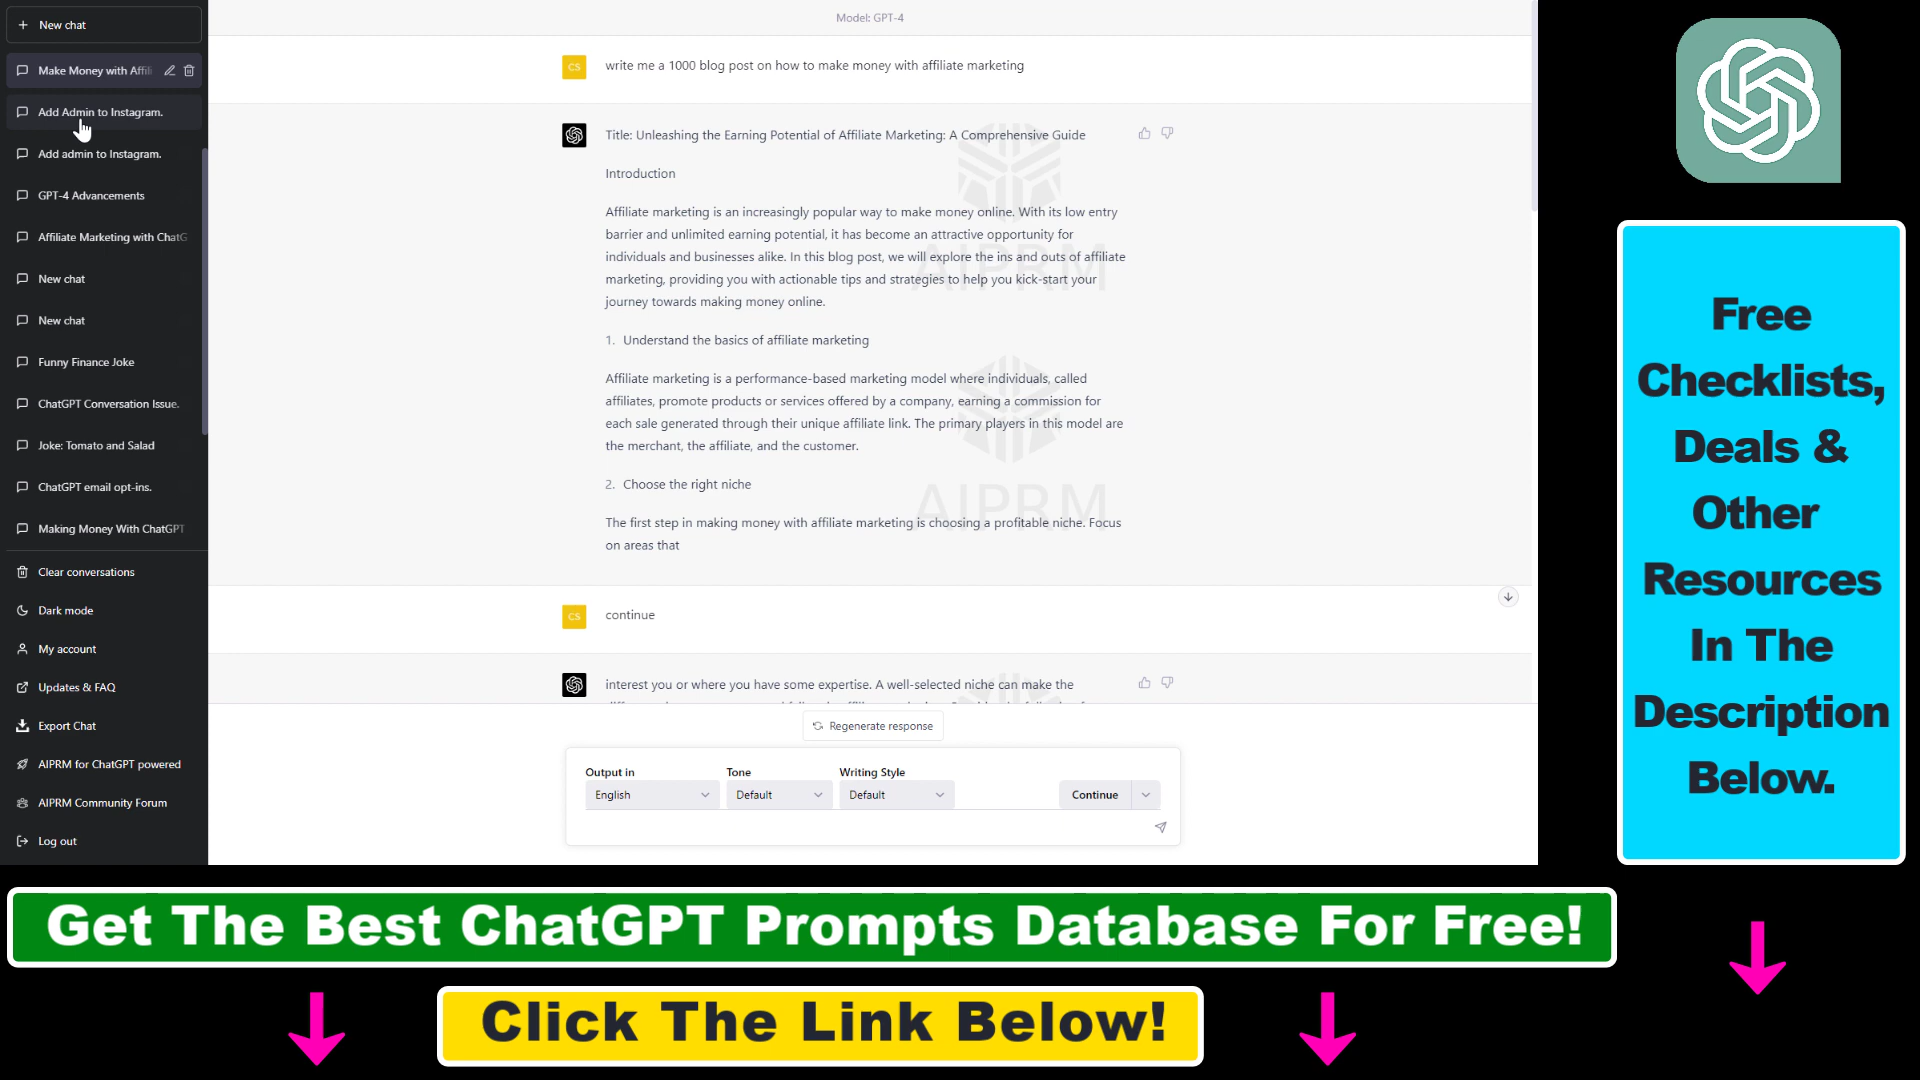 New chat
Make Money with Affili
Add Admin to Instagram.
Add admin to Instagram.
GPT-4 Advancements
Affiliate Marketing with ChatG
New chat
New chat
Funny Finance Joke
ChatGPT Conversation Issue.
Joke: Tomato and Salad
ChatGPT email opt-ins.
Making Money With ChatGPT
Clear conversations
Dark mode
My account
Updates & FAQ
Export Chat
AIPRM for ChatGPT powered
AIPRM Community Forum
Log out
Model: GPT-4
CS
write me a 1000 blog post on how to make money with affiliate marketing
Title: Unleashing the Earning Potential of Affiliate Marketing: A Comprehensive Guide
Introduction
Affiliate marketing is an increasingly popular way to make money online. With its low entry
barrier and unlimited earning potential, it has become an attractive opportunity for
individuals and businesses alike. In this blog post, we will explore the ins and outs of affiliate
marketing, providing you with actionable tips and strategies to help you kick-start your
journey towards making money online.
AIPRM
1. Understand the basics of affiliate marketing
Affiliate marketing is a performance-based marketing model where individuals, called
affiliates, promote products or services offered by a company, earning a commission for
each sale generated through their unique affiliate link. The primary players in this model are
the merchant, the affiliate, and the customer.
2. Choose the right niche
AIPRM
The first step in making money with affiliate marketing is choosing a profitable niche. Focus
on areas that
CS
continue
interest you or where you have some expertise. A well-selected niche can make the
Regenerate response
Output in
Tone
Writing Style
English
Default
Default
Continue
Free
Checklists,
Deals &
Other
Resources
In The
Description
Below.
Get The Best ChatGPT Prompts Database For Free!
Click The Link Below!